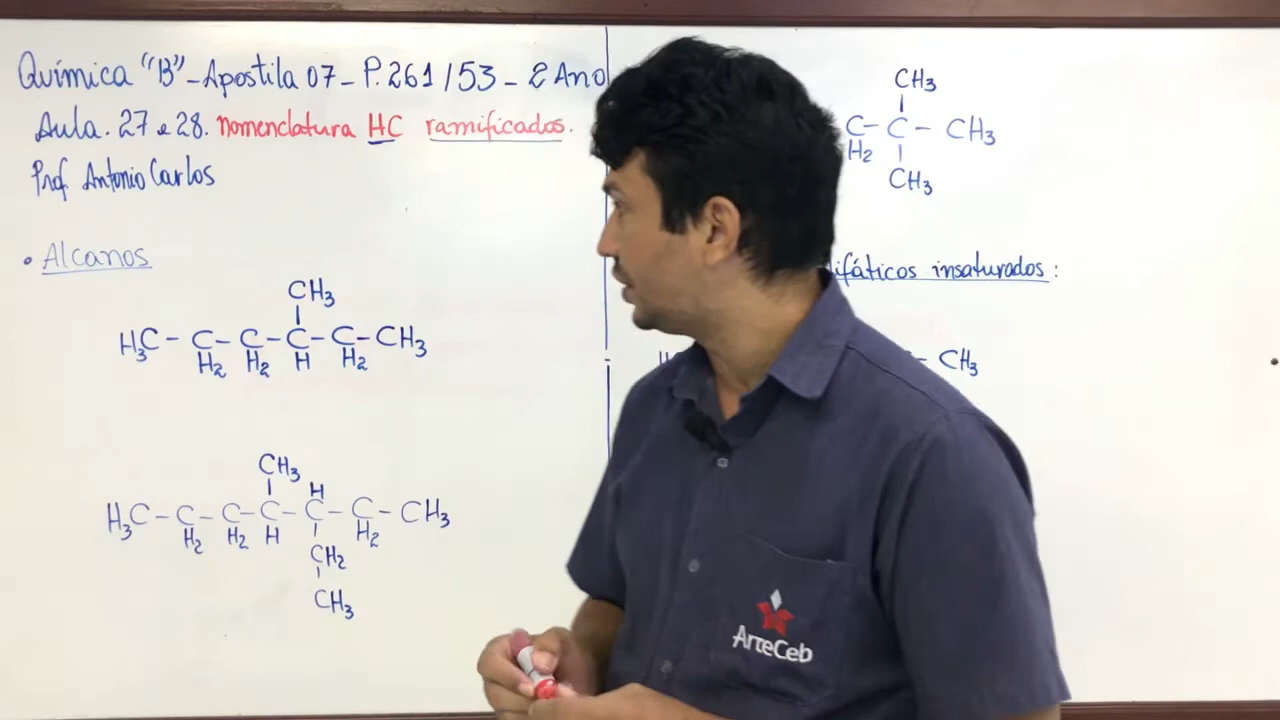 Química "B" - Apostila 07 - P. 261/53 - 2 Ano
Aula. 27 e 28. nomenclatura HC ramificados.
Prof Antonio Carlos
• Alcanos
CH3
H3C - C - C - C - C - CH3
H2 H2 H H2
CH3
H
H3C - C - C - C - C - C - CH3
H2 H2 H H2
CH2
CH3
CH3
C - C - CH3
H2
CH3
ifáticos insaturados:
- CH3
ArteCeb